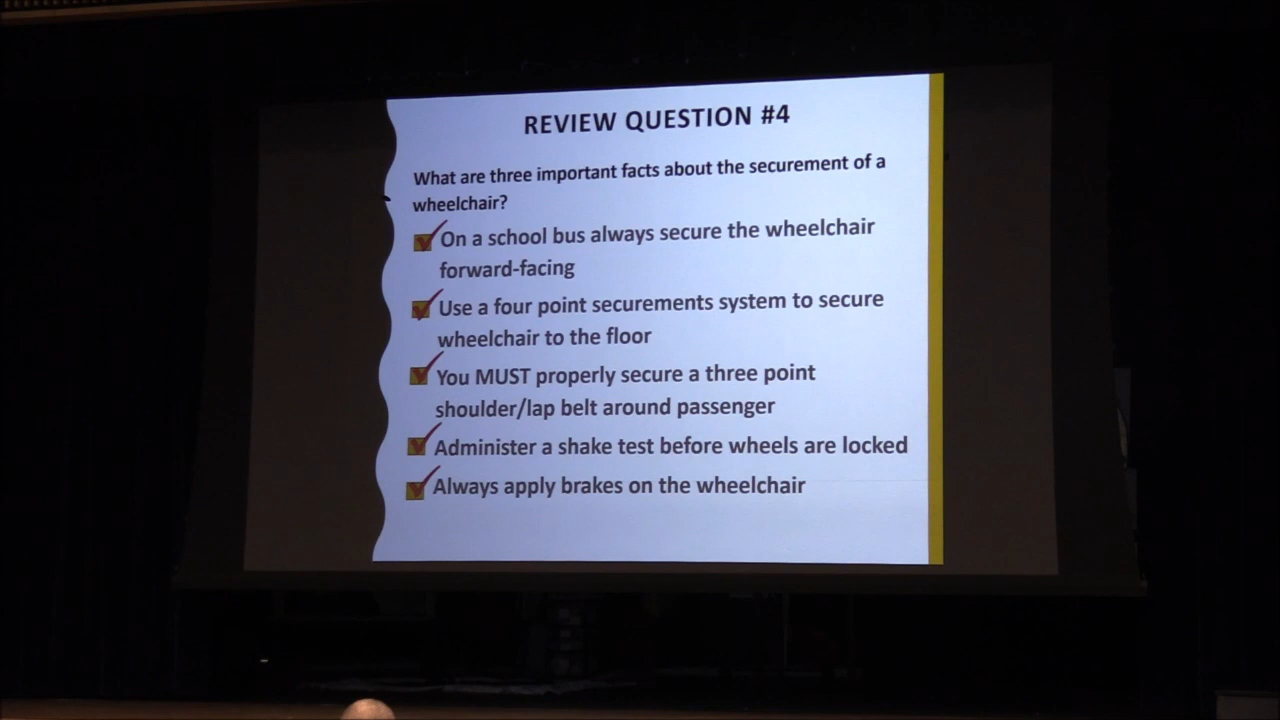 REVIEW QUESTION #4
What are three important facts about the securement of a
wheelchair?
On a school bus always secure the wheelchair
forward-facing
Use a four point securements system to secure
wheelchair to the floor
You MUST properly secure a three point
shoulder/lap belt around passenger
Administer a shake test before wheels are locked
Always apply brakes on the wheelchair